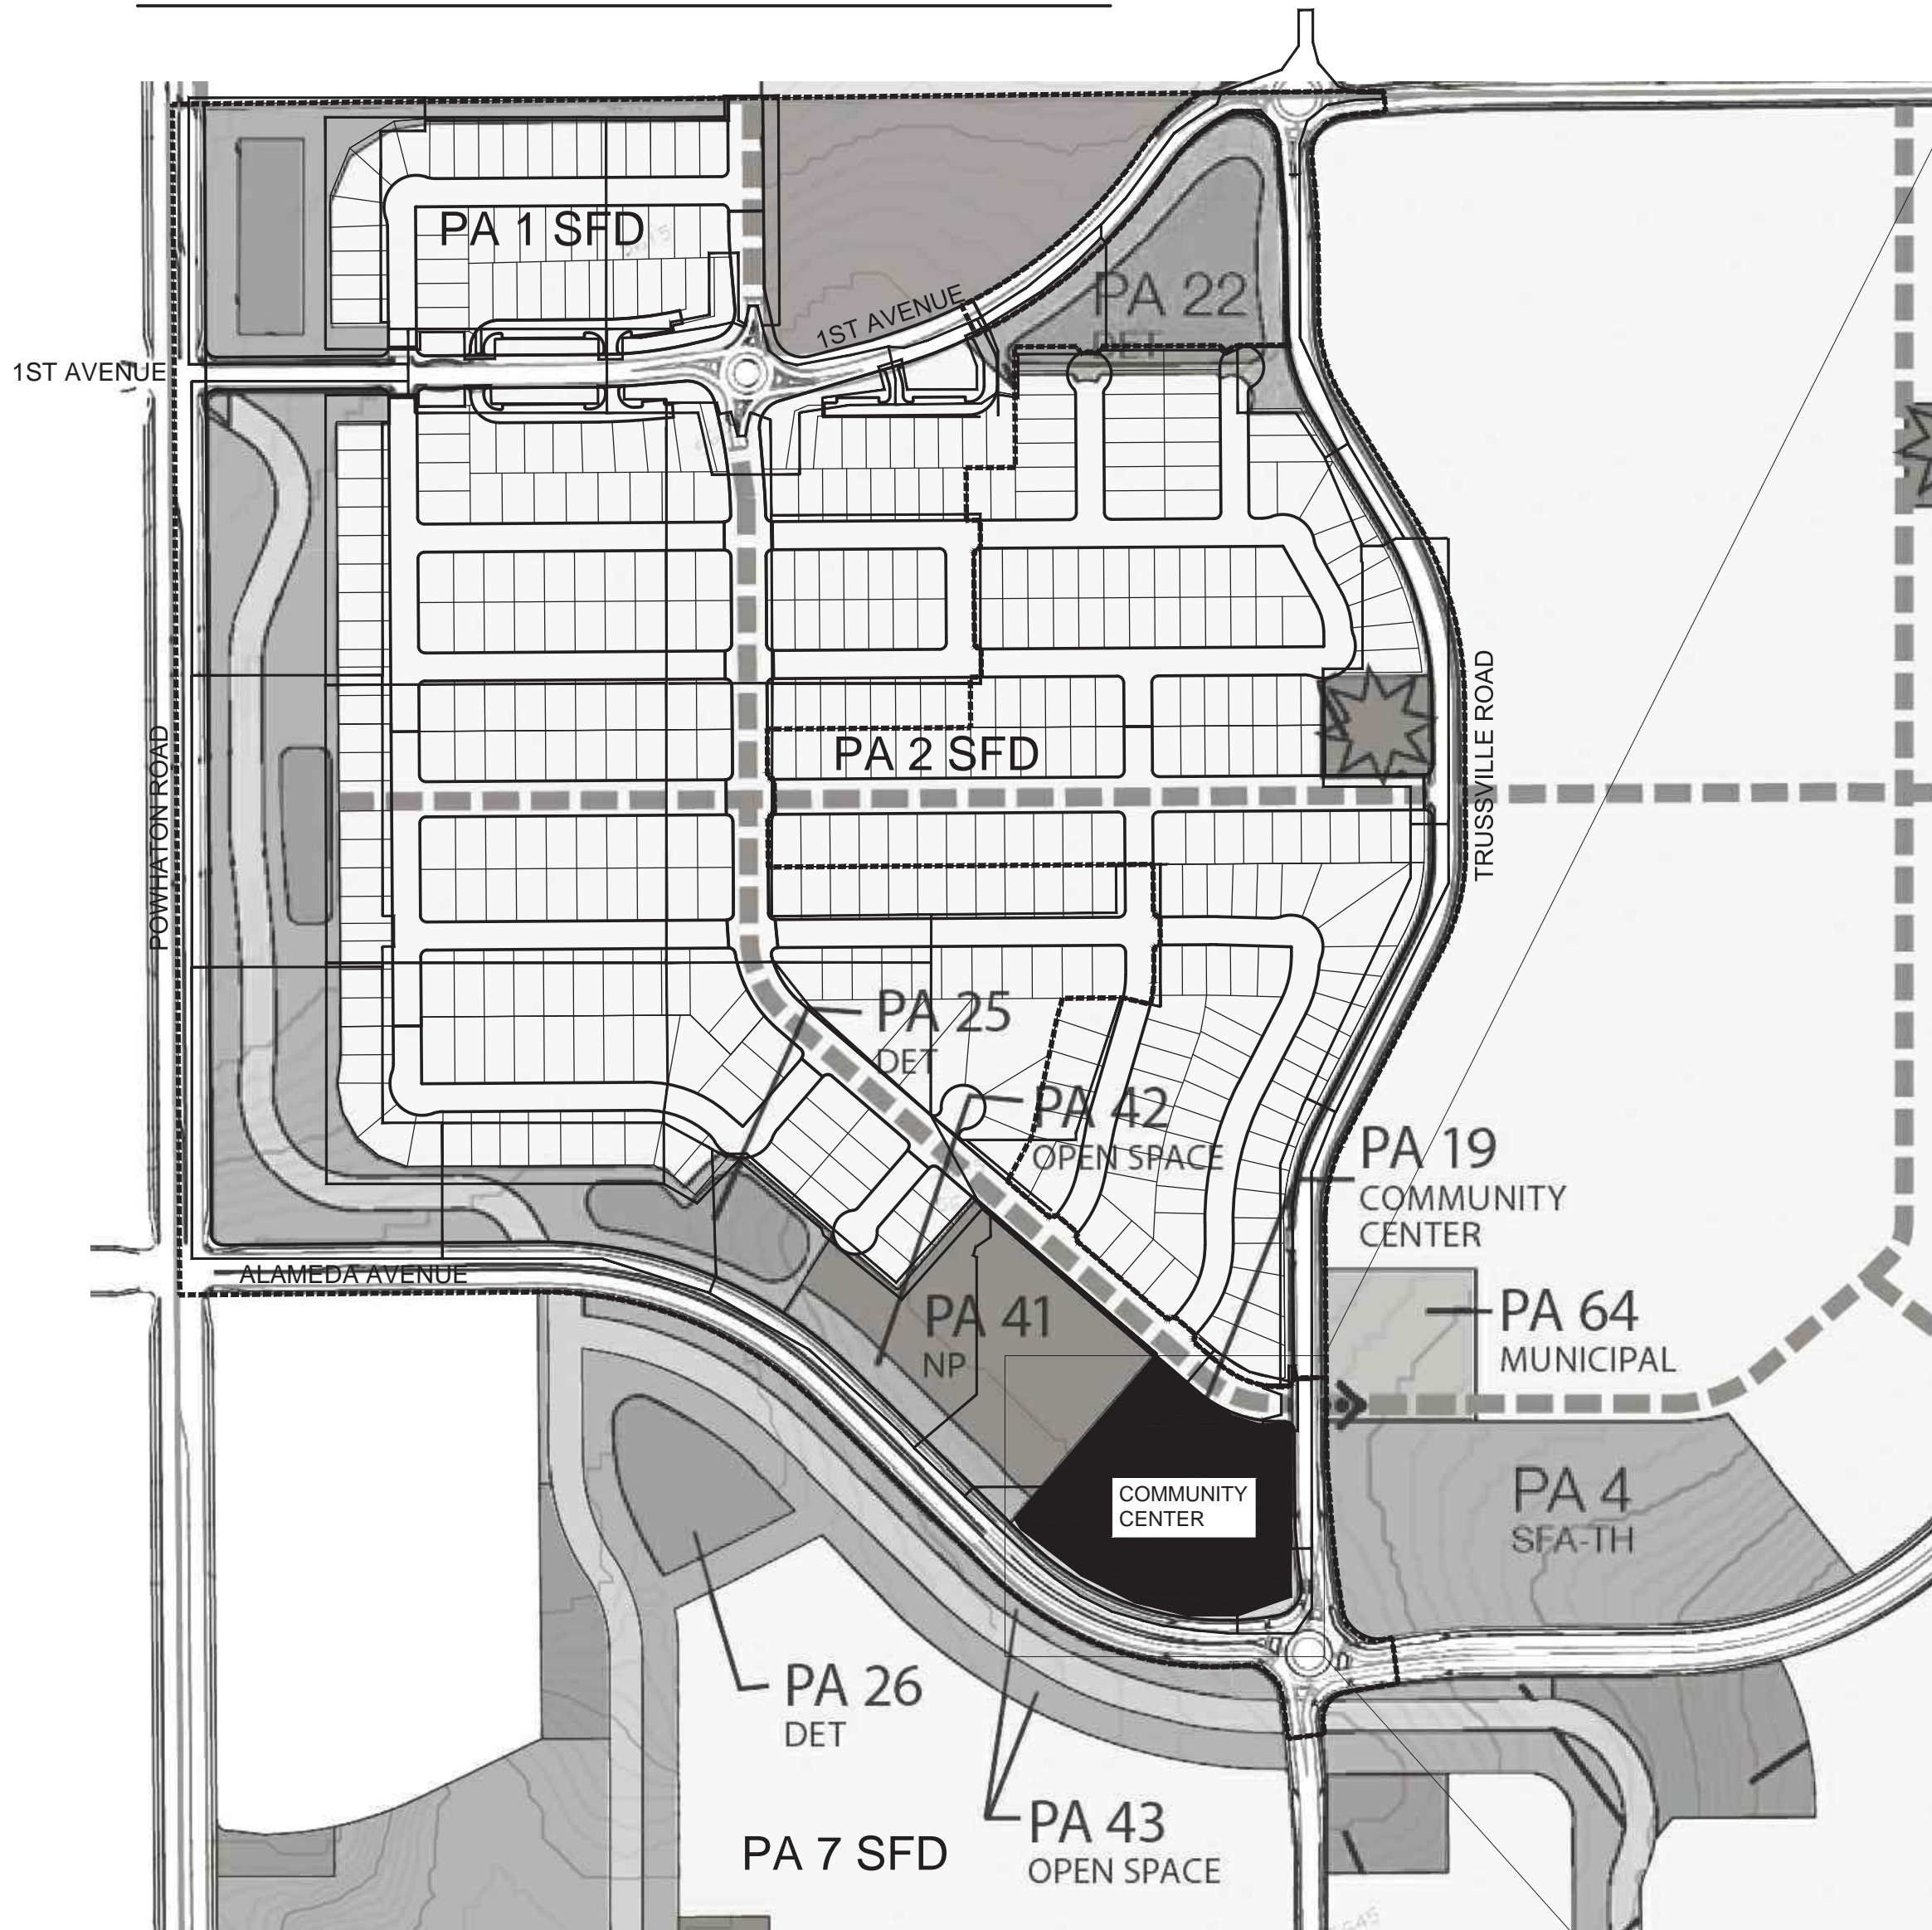 PA 1 SFD
PA 22
DET
1ST AVENUE
1ST AVENUE
PA 2 SFD
TRUSSVILLE ROAD
POWHATON ROAD
PA 25
DET
PA 42
OPEN SPACE
PA 19
COMMUNITY
CENTER
ALAMEDA AVENUE
PA 41
NP
PA 64
MUNICIPAL
COMMUNITY
CENTER
PA 4
SFA-TH
PA 26
DET
PA 43
OPEN SPACE
PA 7 SFD